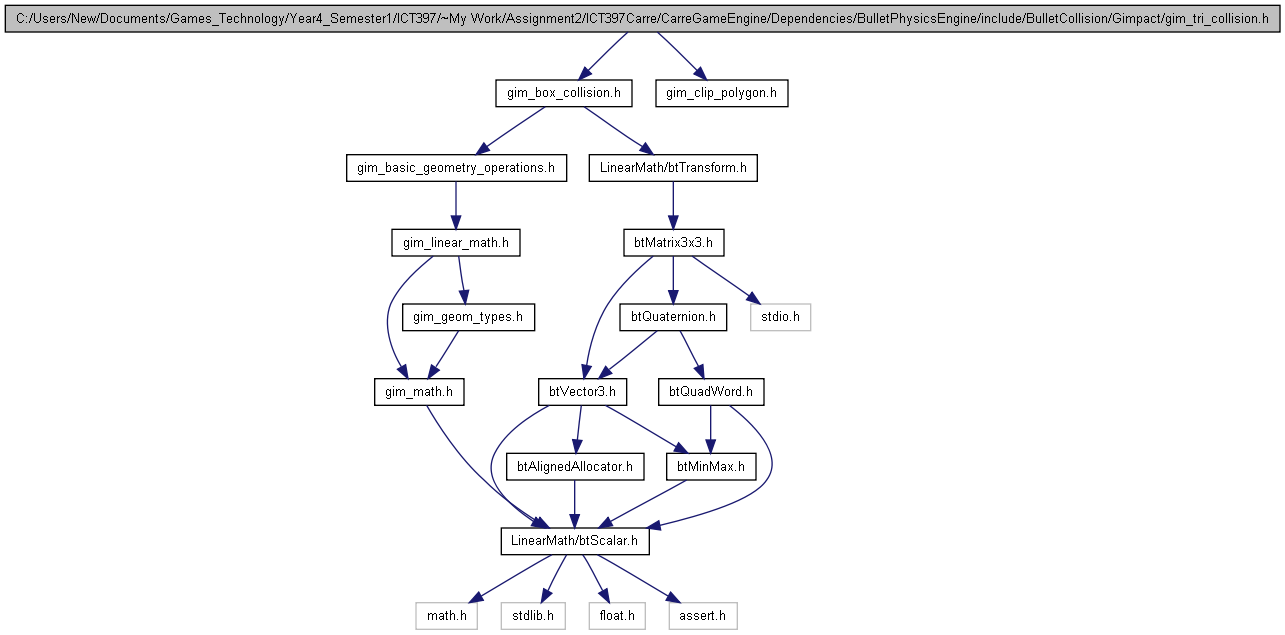 C:/Users/New/Documents/Games_Technology/Year4_Semester1/ICT397/~My Work/Assignment2/ICT397Carre/CarreGameEngine/Dependencies/BulletPhysicsEngine/include/BulletCollision/Gimpact/gim_tri_collision.h
gim_box_collision.h
gim_clip_polygon.h
gim_basic_geometry_operations.h
LinearMath/btTransform.h
gim_linear_math.h
btMatrix3x3.h
gim_geom_types.h
btQuaternion.h
stdio.h
gim_math.h
btVector3.h
btQuadWord.h
btAlignedAllocator.h
btMinMax.h
LinearMath/btScalar.h
math.h
stdlib.h
float.h
assert.h